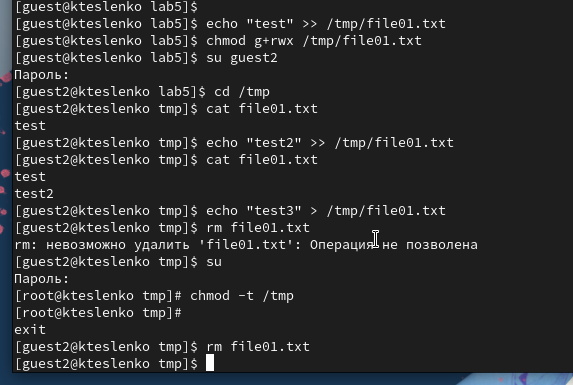 [guest@kteslenko lab5]$
[guest@kteslenko lab5]$ echo "test" >> /tmp/file01.txt
[guest@kteslenko lab5]$ chmod g+rwx /tmp/file01.txt
[guest@kteslenko lab5]$ su guest2
Пароль:
[guest2@kteslenko lab5]$ cd /tmp
[guest2@kteslenko tmp]$ cat file01.txt
test
[guest2@kteslenko tmp]$ echo "test2" >> /tmp/file01.txt
[guest2@kteslenko tmp]$ cat file01.txt
test
test2
[guest2@kteslenko tmp]$ echo "test3" > /tmp/file01.txt
[guest2@kteslenko tmp]$ rm file01.txt
rm: невозможно удалить 'file01.txt': Операция не позволена
[guest2@kteslenko tmp]$ su
Пароль:
[root@kteslenko tmp]# chmod -t /tmp
[root@kteslenko tmp]#
exit
[guest2@kteslenko tmp]$ rm file01.txt
[guest2@kteslenko tmp]$